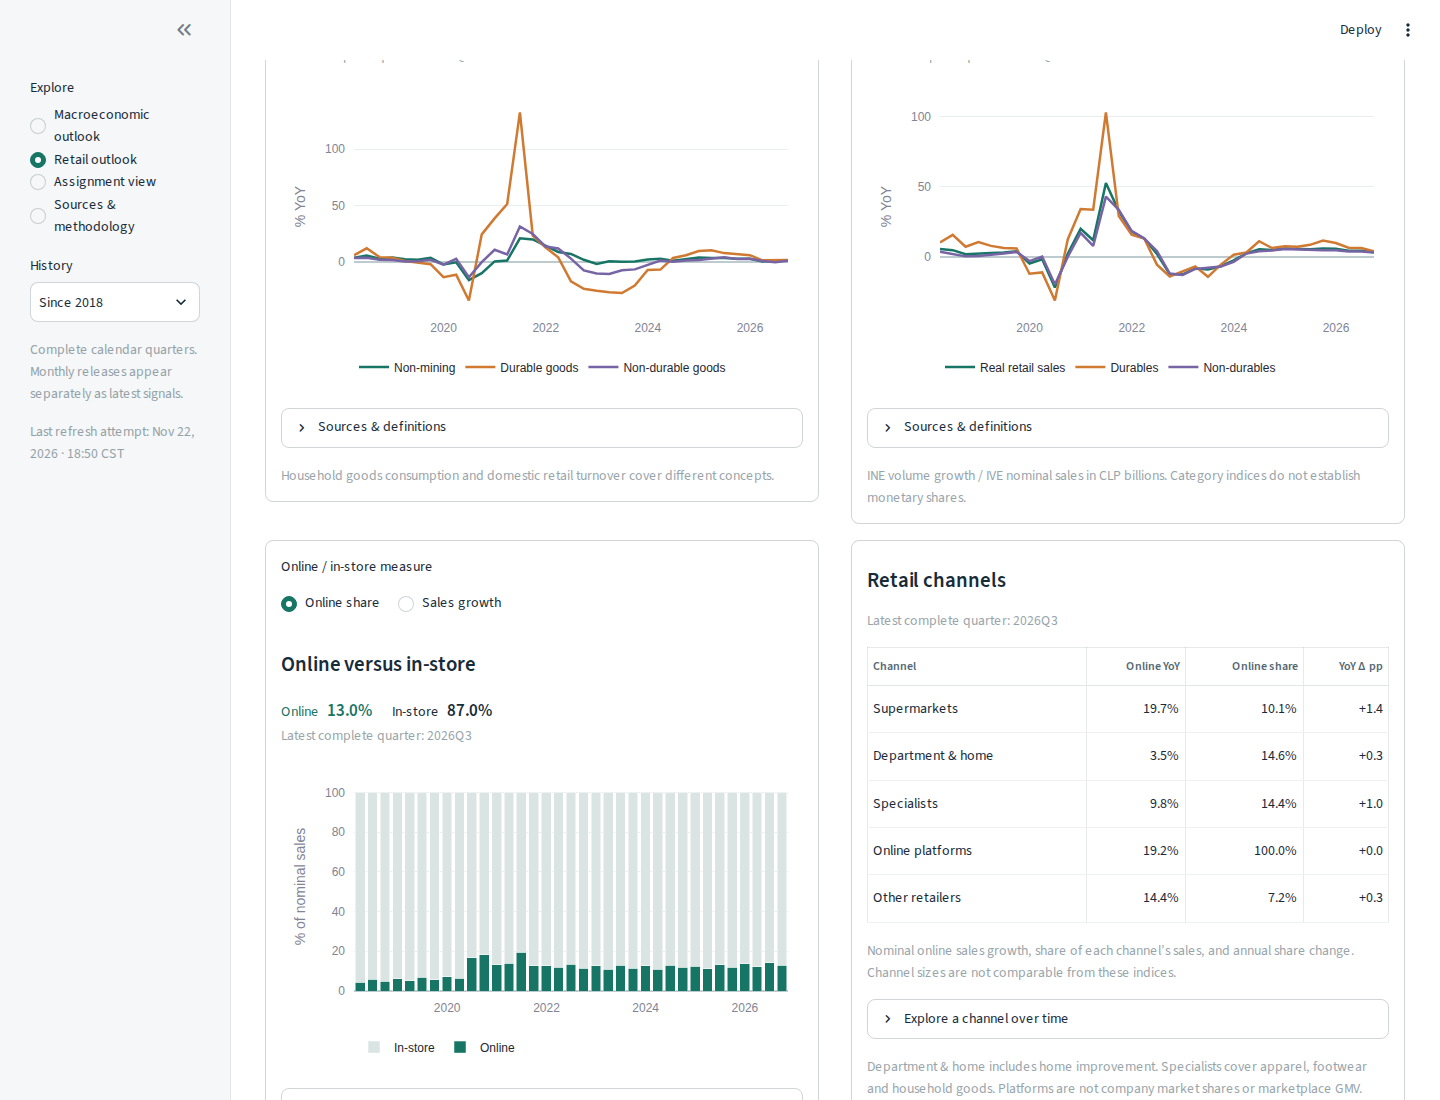 Deploy
Explore
Macroeconomic
outlook
Retail outlook
Assignment view
Sources &
methodology
History
Since 2018
Complete calendar quarters.
Monthly releases appear
separately as latest signals.
Last refresh attempt: Nov 22,
2026 · 18:50 CST
% YoY
100
50
0
2020 2022 2024 2026
Non-mining Durable goods Non-durable goods
Sources & definitions
Household goods consumption and domestic retail turnover cover different concepts.
% YoY
100
50
0
2020 2022 2024 2026
Real retail sales Durables Non-durables
Sources & definitions
INE volume growth / IVE nominal sales in CLP billions. Category indices do not establish
monetary shares.
Online / in-store measure
Online share Sales growth
Online versus in-store
Online 13.0% In-store 87.0%
Latest complete quarter: 2026Q3
% of nominal sales
100
80
60
40
20
0
2020 2022 2024 2026
In-store Online
Retail channels
Latest complete quarter: 2026Q3
Channel Online YoY Online share YoY Δ pp
Supermarkets 19.7% 10.1% +1.4
Department & home 3.5% 14.6% +0.3
Specialists 9.8% 14.4% +1.0
Online platforms 19.2% 100.0% +0.0
Other retailers 14.4% 7.2% +0.3
Nominal online sales growth, share of each channel's sales, and annual share change.
Channel sizes are not comparable from these indices.
Explore a channel over time
Department & home includes home improvement. Specialists cover apparel, footwear
and household goods. Platforms are not company market shares or marketplace GMV.